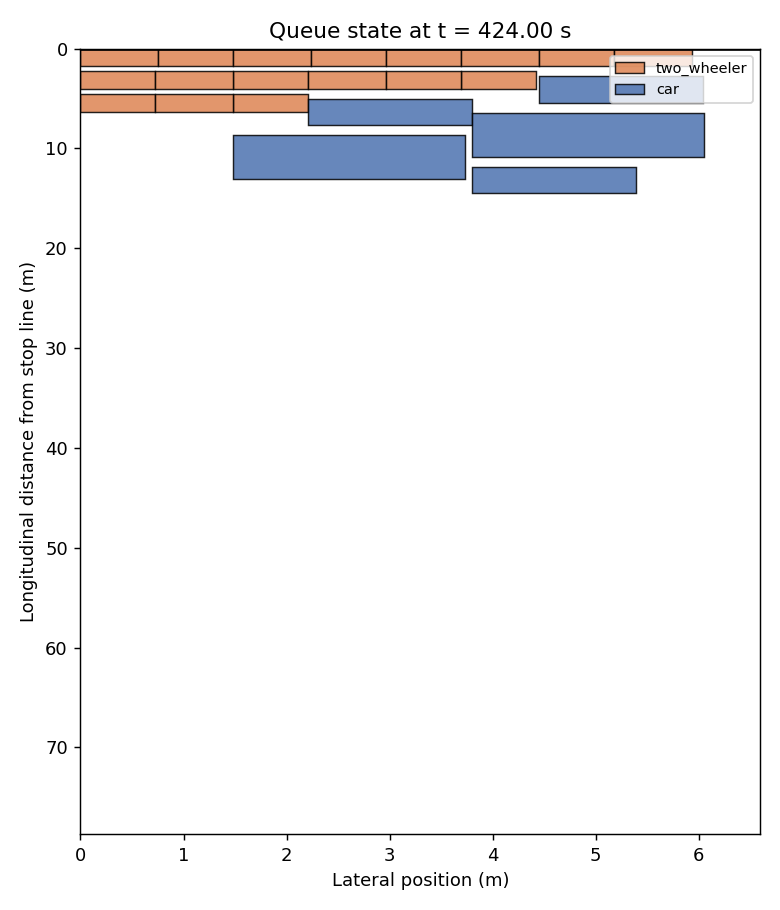 Queue state at t = 424.00 s
two_wheeler
car
0
10
20
30
40
50
60
70
Longitudinal distance from stop line (m)
0 1 2 3 4 5 6
Lateral position (m)